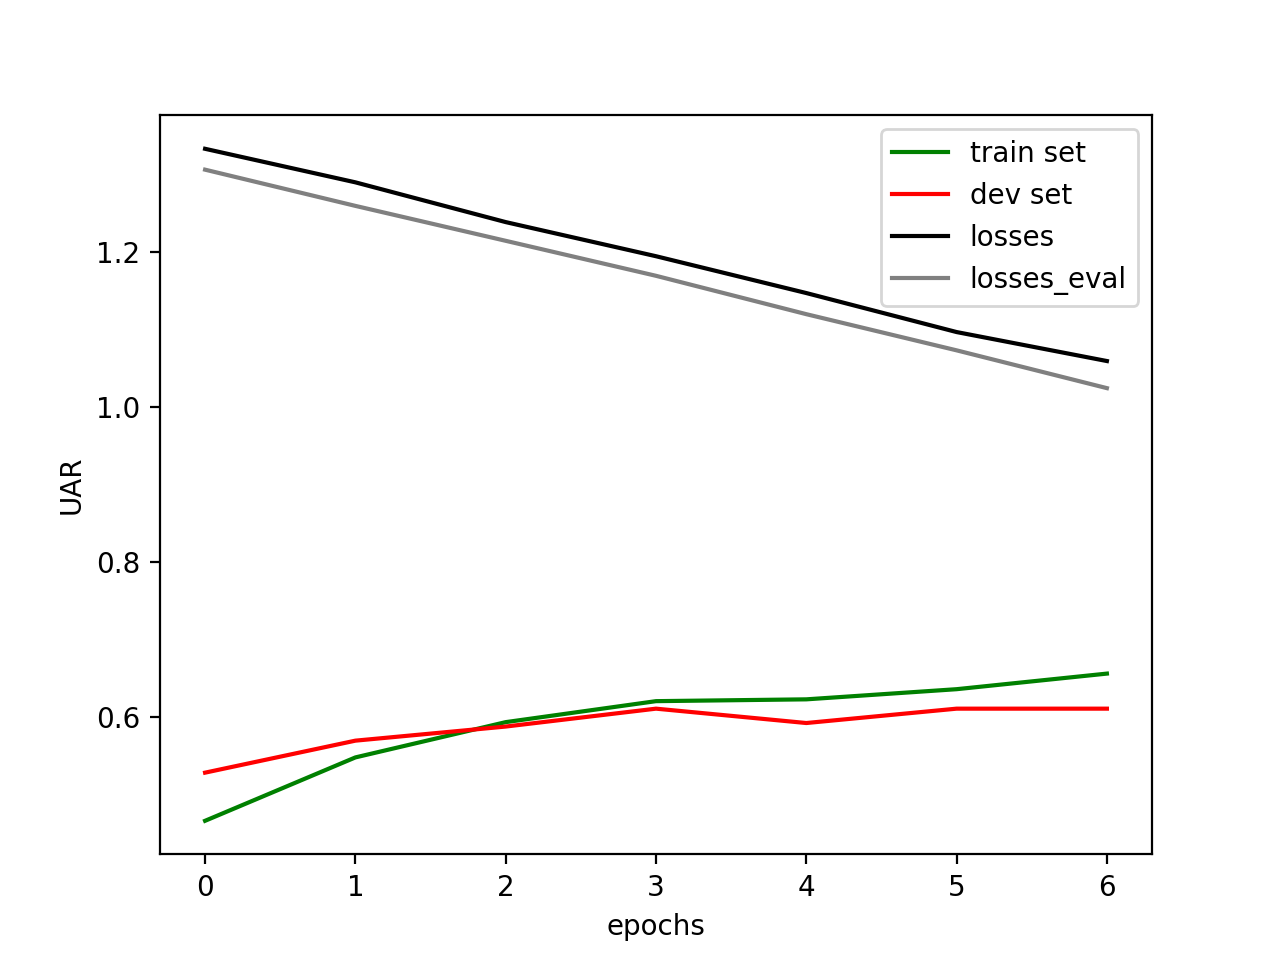 train set
dev set
losses
losses_eval
1.2
1.0
0.8
0.6
UAR
0 1 2 3 4 5 6
epochs